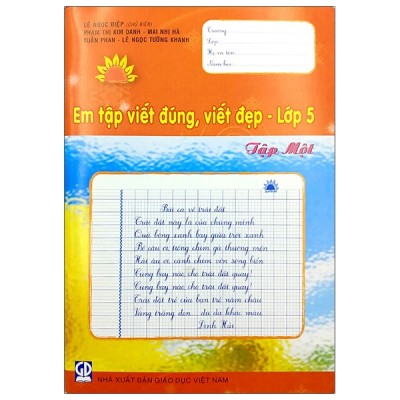 LÊ NGỌC ĐIỆP (CHỦ BIÊN)
PHẠM THỊ KIM OANH - MAI NHỊ HÀ
TUẤN PHAN - LÊ NGỌC TƯỜNG KHANH
Trường:
Lớp:
Họ và tên:
Năm học:
Em tập viết đúng, viết đẹp - Lớp 5
Tập Một
Bài ca về trái đất
Trái đất này là của chúng mình
Quả bóng xanh bay giữa trời xanh
Bồ câu ơi, tiếng chim gù thương mến
Hải âu ơi, cánh chim vờn sóng biển
Cùng bay nào, cho trái đất quay!
Cùng bay nào, cho trái đất quay!
Trái đất trẻ của bạn trẻ năm châu
Vàng, trắng, đen... dù da khác màu
Định Hải
GD
NHÀ XUẤT BẢN GIÁO DỤC VIỆT NAM